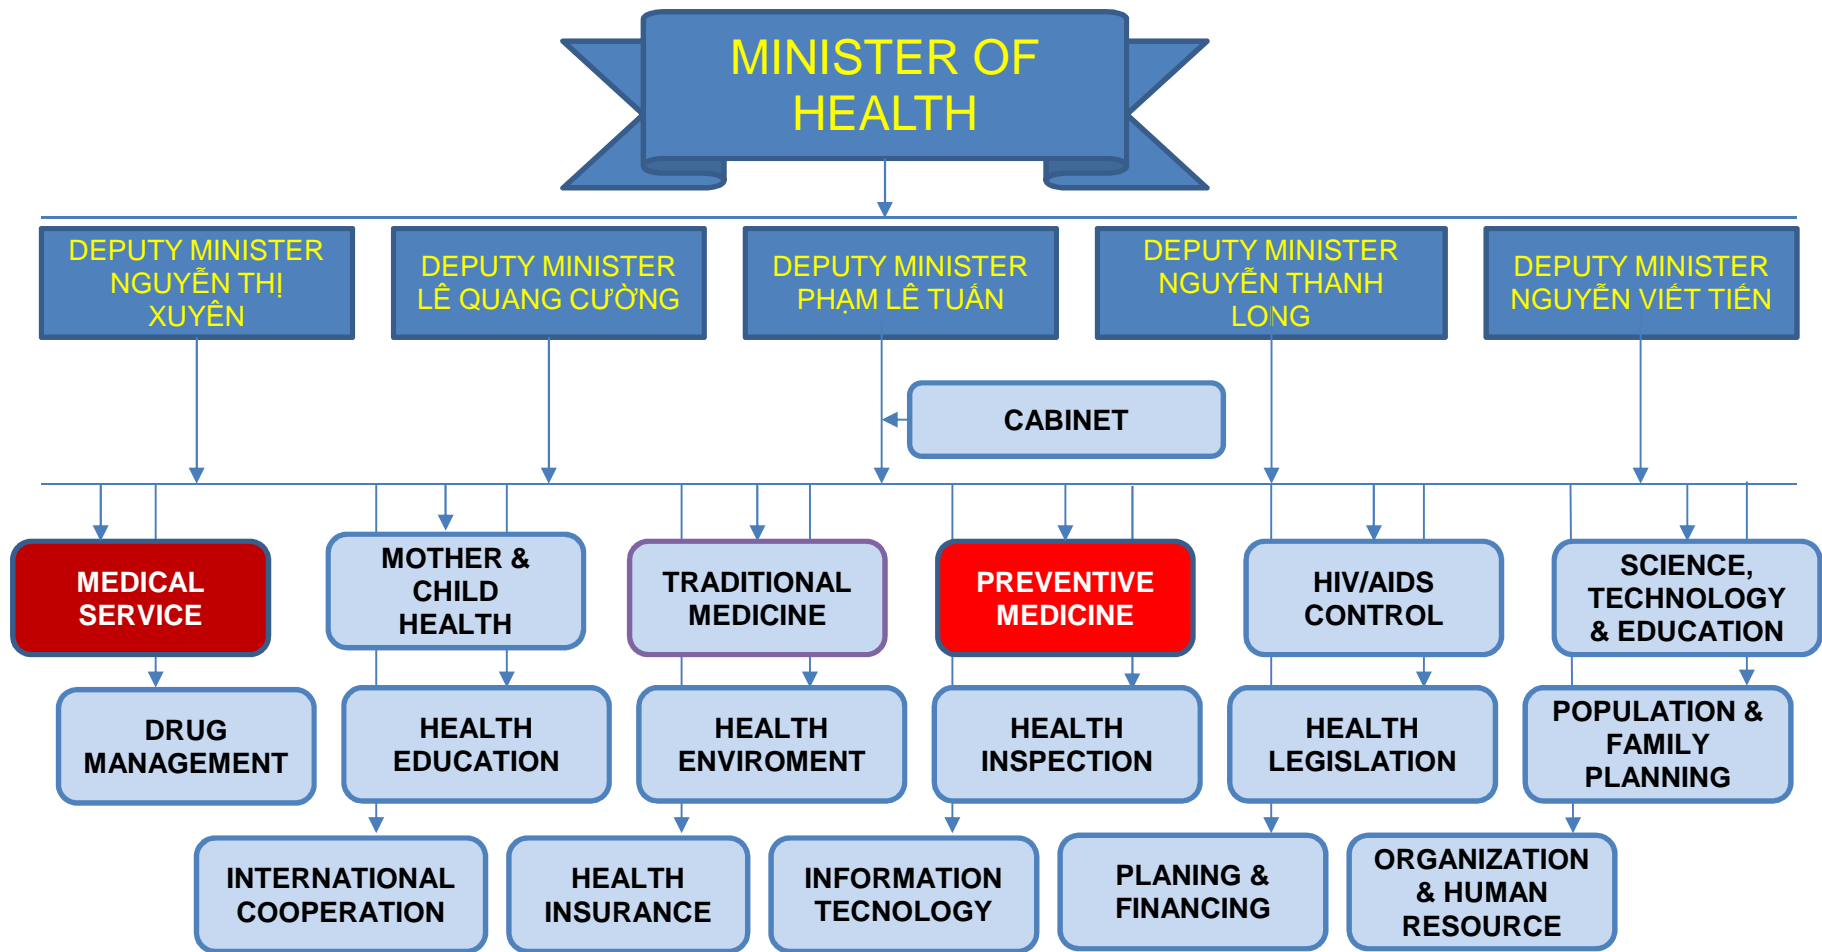 MINISTER OF
HEALTH
DEPUTY MINISTER
NGUYỄN THỊ
XUYÊN
DEPUTY MINISTER
LÊ QUANG CƯỜNG
DEPUTY MINISTER
PHẠM LÊ TUẤN
DEPUTY MINISTER
NGUYỄN THANH
LONG
DEPUTY MINISTER
NGUYỄN VIẾT TIẾN
CABINET
MEDICAL
SERVICE
MOTHER &
CHILD
HEALTH
TRADITIONAL
MEDICINE
PREVENTIVE
MEDICINE
HIV/AIDS
CONTROL
SCIENCE,
TECHNOLOGY
& EDUCATION
DRUG
MANAGEMENT
HEALTH
EDUCATION
HEALTH
ENVIROMENT
HEALTH
INSPECTION
HEALTH
LEGISLATION
POPULATION &
FAMILY
PLANNING
INTERNATIONAL
COOPERATION
HEALTH
INSURANCE
INFORMATION
TECNOLOGY
PLANING &
FINANCING
ORGANIZATION
& HUMAN
RESOURCE